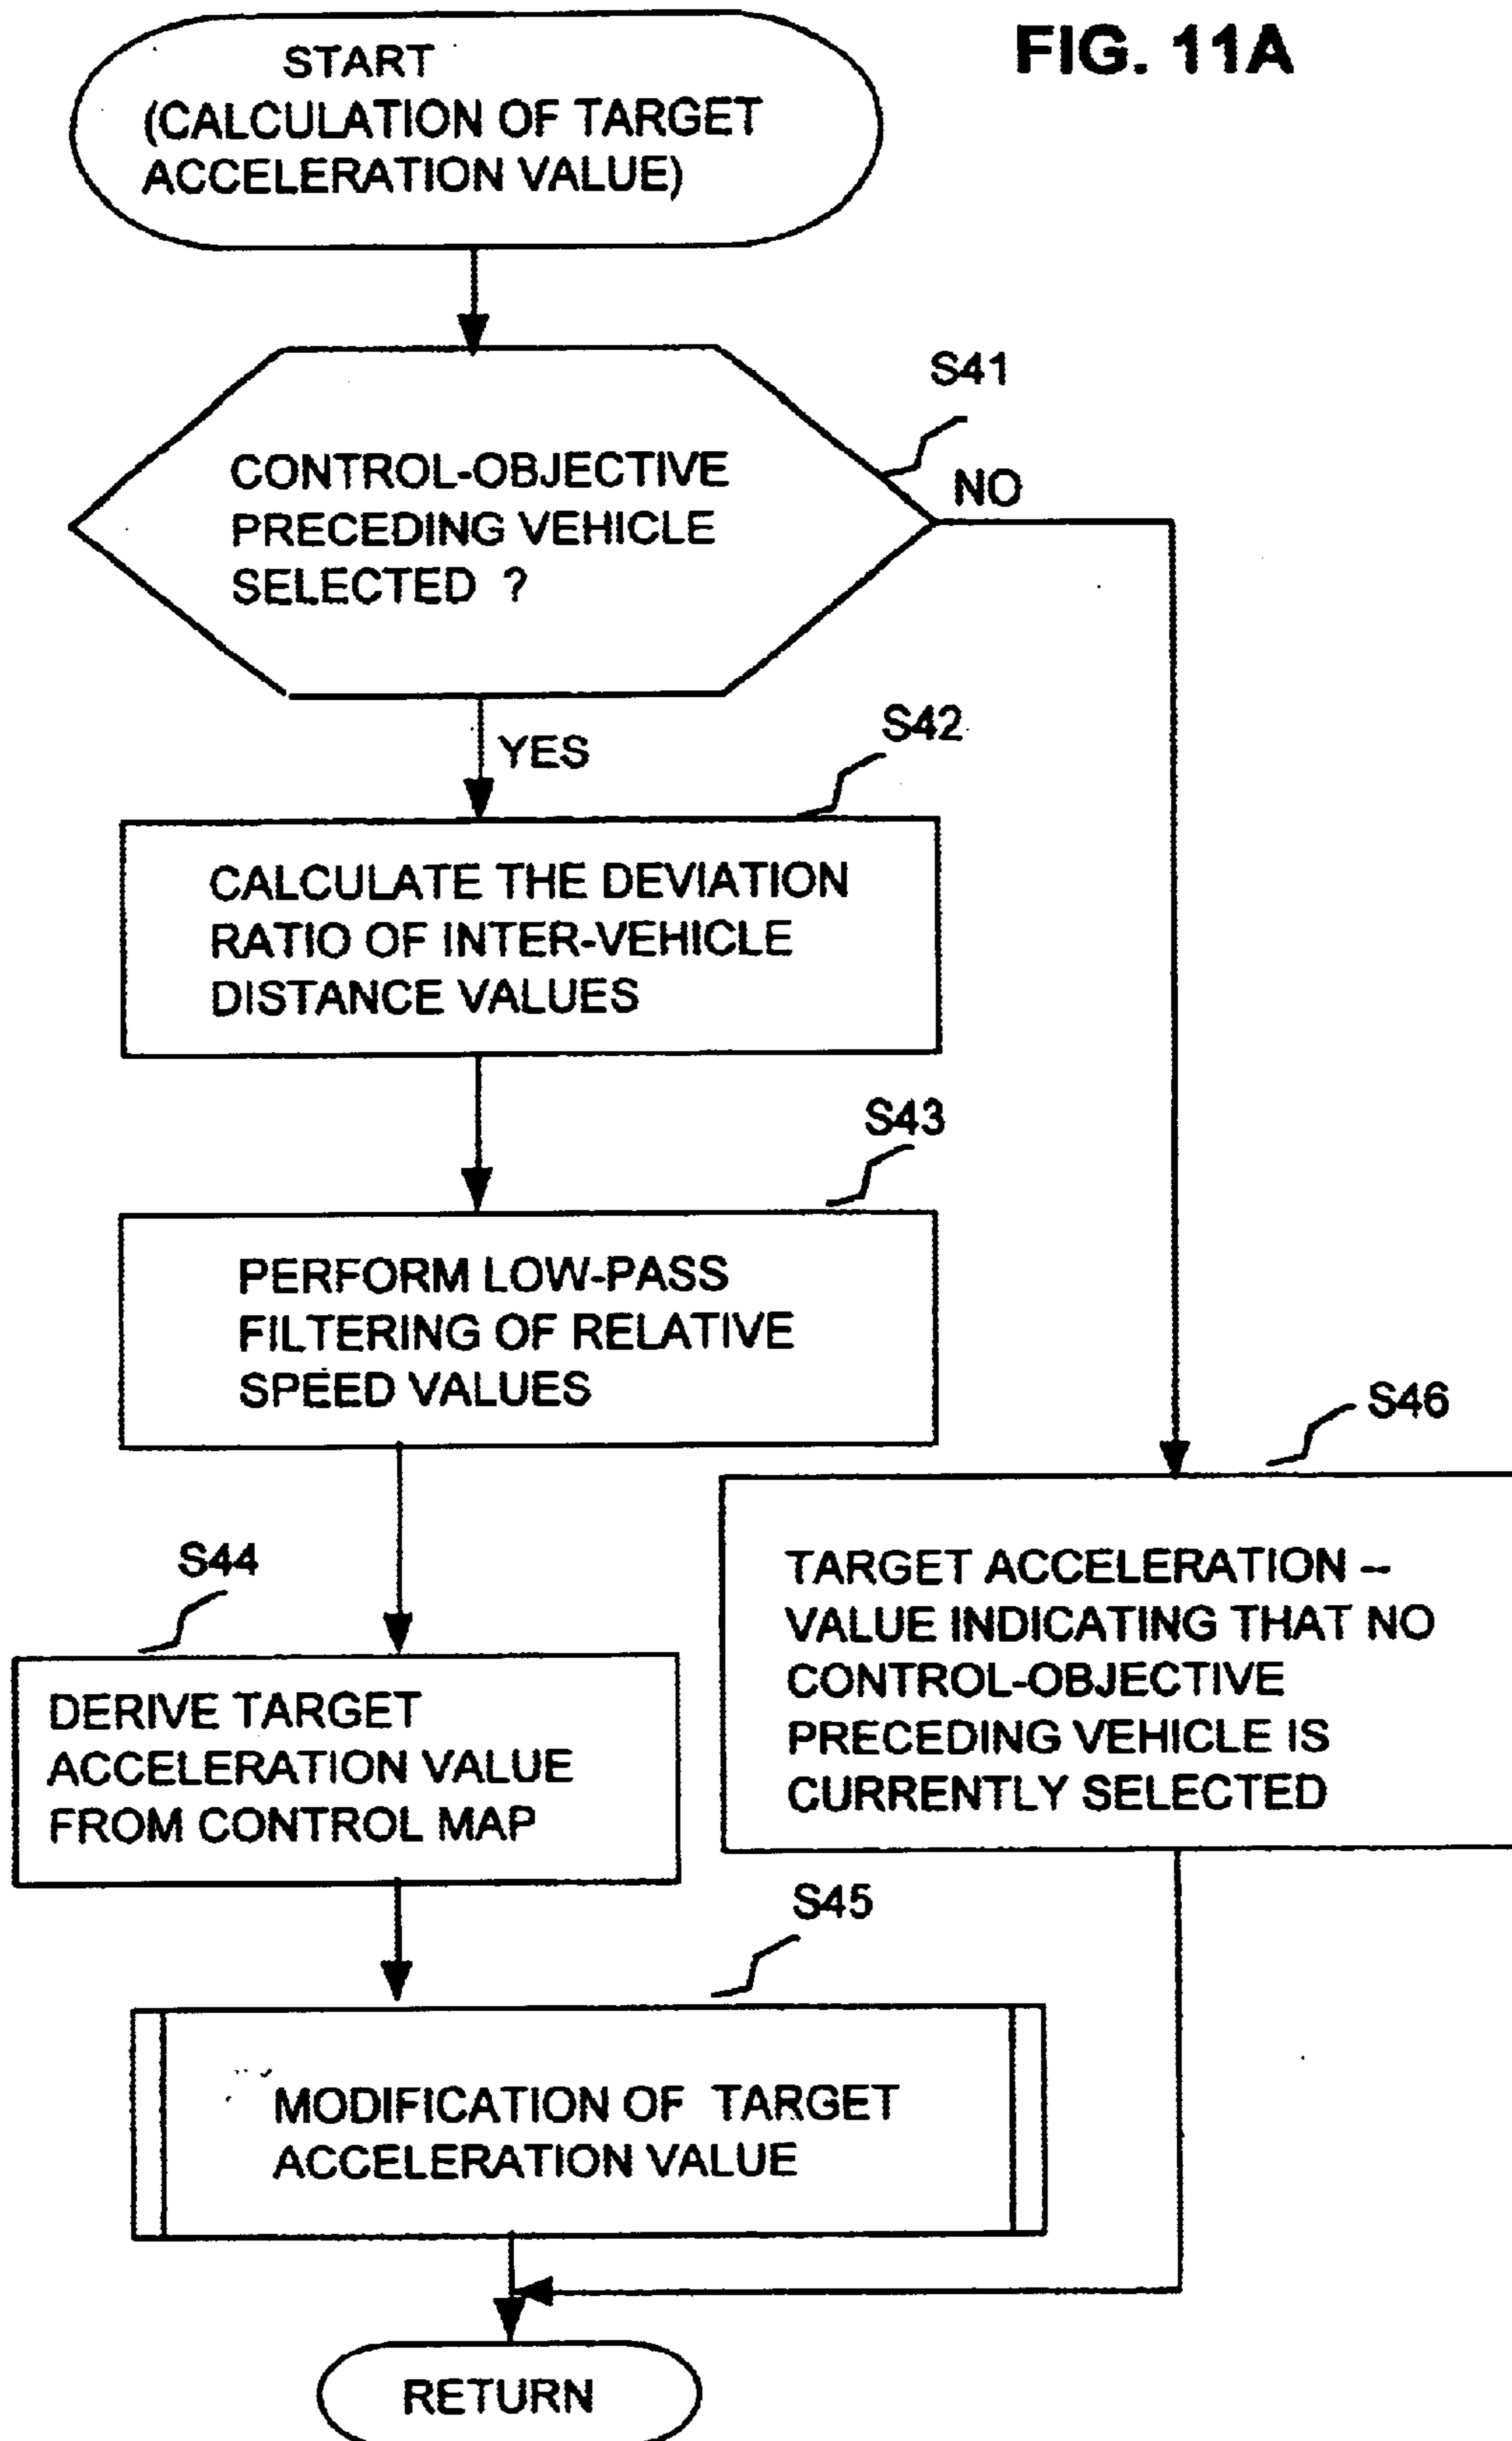 FIG. 11A
START
(CALCULATION OF TARGET
ACCELERATION VALUE)
S41
CONTROL-OBJECTIVE
PRECEDING VEHICLE
SELECTED ?
NO
YES
S42
CALCULATE THE DEVIATION
RATIO OF INTER-VEHICLE
DISTANCE VALUES
S43
PERFORM LOW-PASS
FILTERING OF RELATIVE
SPEED VALUES
S44
DERIVE TARGET
ACCELERATION VALUE
FROM CONTROL MAP
S46
TARGET ACCELERATION --
VALUE INDICATING THAT NO
CONTROL-OBJECTIVE
PRECEDING VEHICLE IS
CURRENTLY SELECTED
S45
MODIFICATION OF TARGET
ACCELERATION VALUE
RETURN